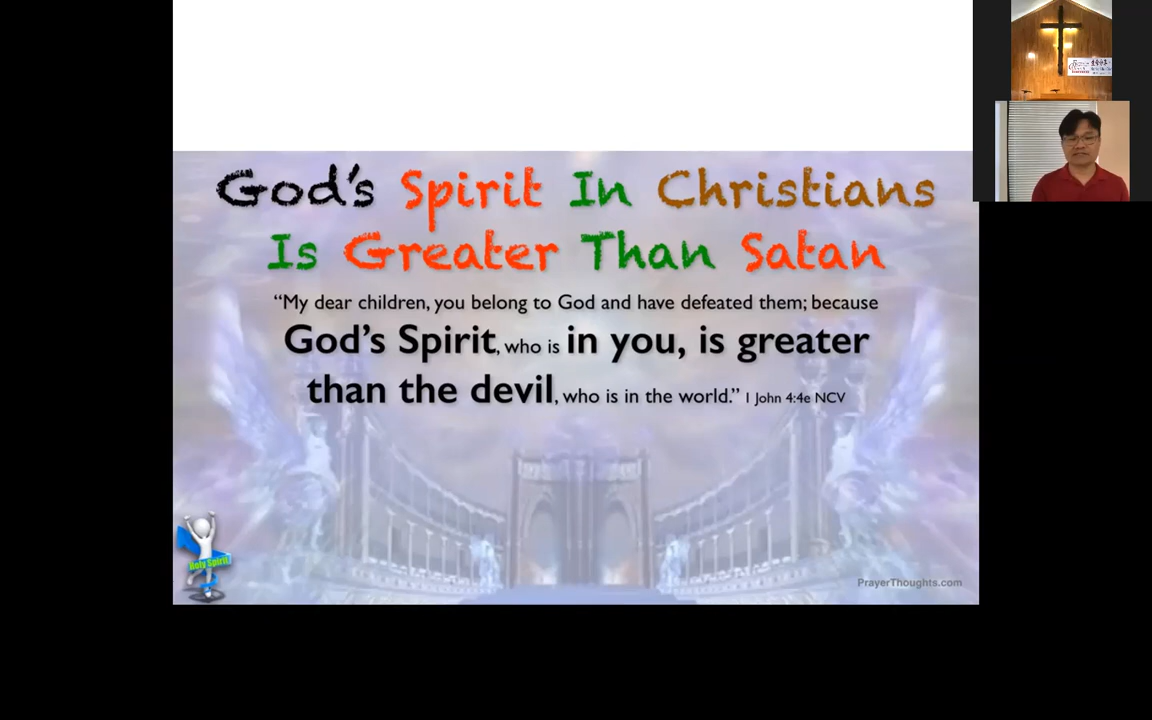 God's Spirit In Christians
Is Greater Than Satan
“My dear children, you belong to God and have defeated them; because
God's Spirit, who is in you, is greater
than the devil, who is in the world.” 1 John 4:4e NCV
Holy Spirit
PrayerThoughts.com